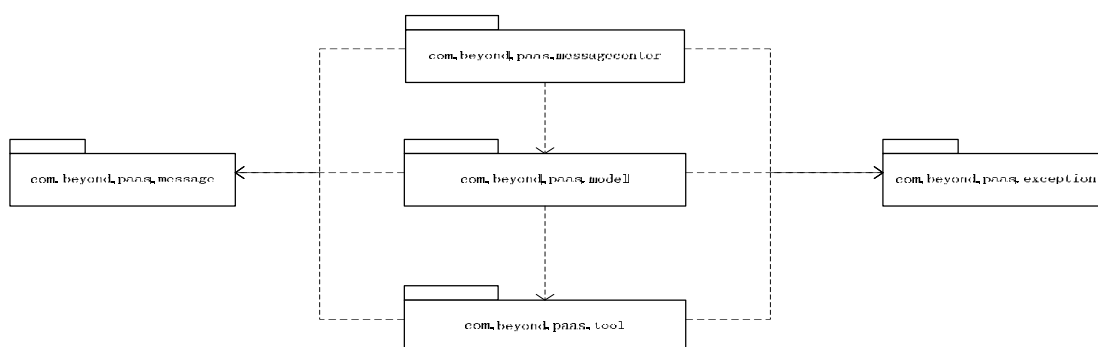 com.beyond.paas.messagecenter
com.beyond.paas.message
com.beyond.paas.model
com.beyond.paas.exception
com.beyond.paas.tool